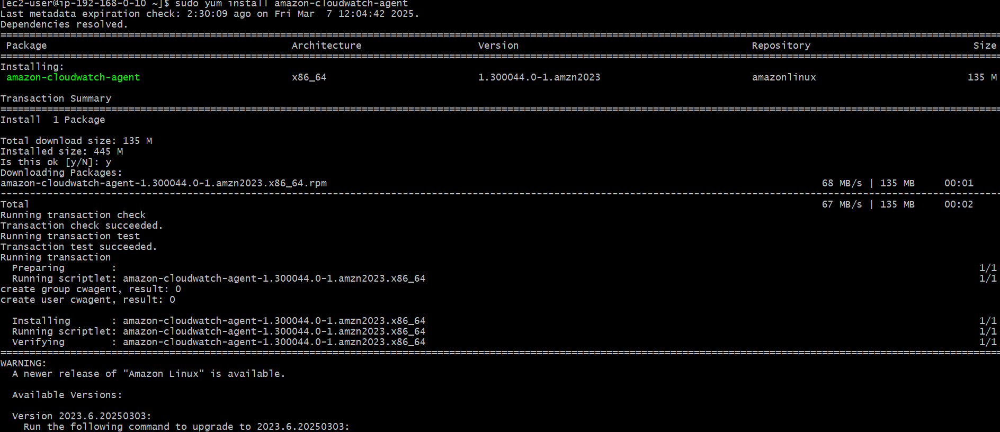 [ec2-user@ip-192-168-0-10 ~]$ sudo yum install amazon-cloudwatch-agent
Last metadata expiration check: 2:30:09 ago on Fri Mar  7 12:04:42 2025.
Dependencies resolved.
================================================================================
Package Architecture Version Repository Size
================================================================================
Installing:
amazon-cloudwatch-agent x86_64 1.300044.0-1.amzn2023 amazonlinux 135 M
Transaction Summary
================================================================================
Install  1 Package
Total download size: 135 M
Installed size: 445 M
Is this ok [y/N]: y
Downloading Packages:
amazon-cloudwatch-agent-1.300044.0-1.amzn2023.x86_64.rpm 68 MB/s | 135 MB 00:01
--------------------------------------------------------------------------------
Total 67 MB/s | 135 MB 00:02
Running transaction check
Transaction check succeeded.
Running transaction test
Transaction test succeeded.
Running transaction
Preparing : 1/1
Running scriptlet: amazon-cloudwatch-agent-1.300044.0-1.amzn2023.x86_64 1/1
create group cwagent, result: 0
create user cwagent, result: 0
Installing : amazon-cloudwatch-agent-1.300044.0-1.amzn2023.x86_64 1/1
Running scriptlet: amazon-cloudwatch-agent-1.300044.0-1.amzn2023.x86_64 1/1
Verifying : amazon-cloudwatch-agent-1.300044.0-1.amzn2023.x86_64 1/1
================================================================================
WARNING:
A newer release of "Amazon Linux" is available.
Available Versions:
Version 2023.6.20250303:
Run the following command to upgrade to 2023.6.20250303: